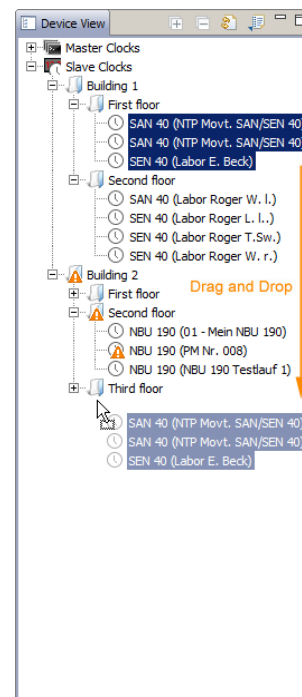 Device View
Master Clocks
Slave Clocks
Building 1
First floor
SAN 40 (NTP Movt. SAN/SEN 40)
SAN 40 (NTP Movt. SAN/SEN 40)
SEN 40 (Labor E. Beck)
Second floor
SAN 40 (Labor Roger W. l.)
SEN 40 (Labor Roger L. l..)
SEN 40 (Labor Roger T.Sw.)
SEN 40 (Labor Roger W. r.)
Building 2
First floor
Drag and Drop
Second floor
NBU 190 (01 - Mein NBU 190)
NBU 190 (PM Nr. 008)
NBU 190 (NBU 190 Testlauf 1)
Third floor
SAN 40 (NTP Movt. SAN/SEN 40)
SAN 40 (NTP Movt. SAN/SEN 40)
SEN 40 (Labor E. Beck)